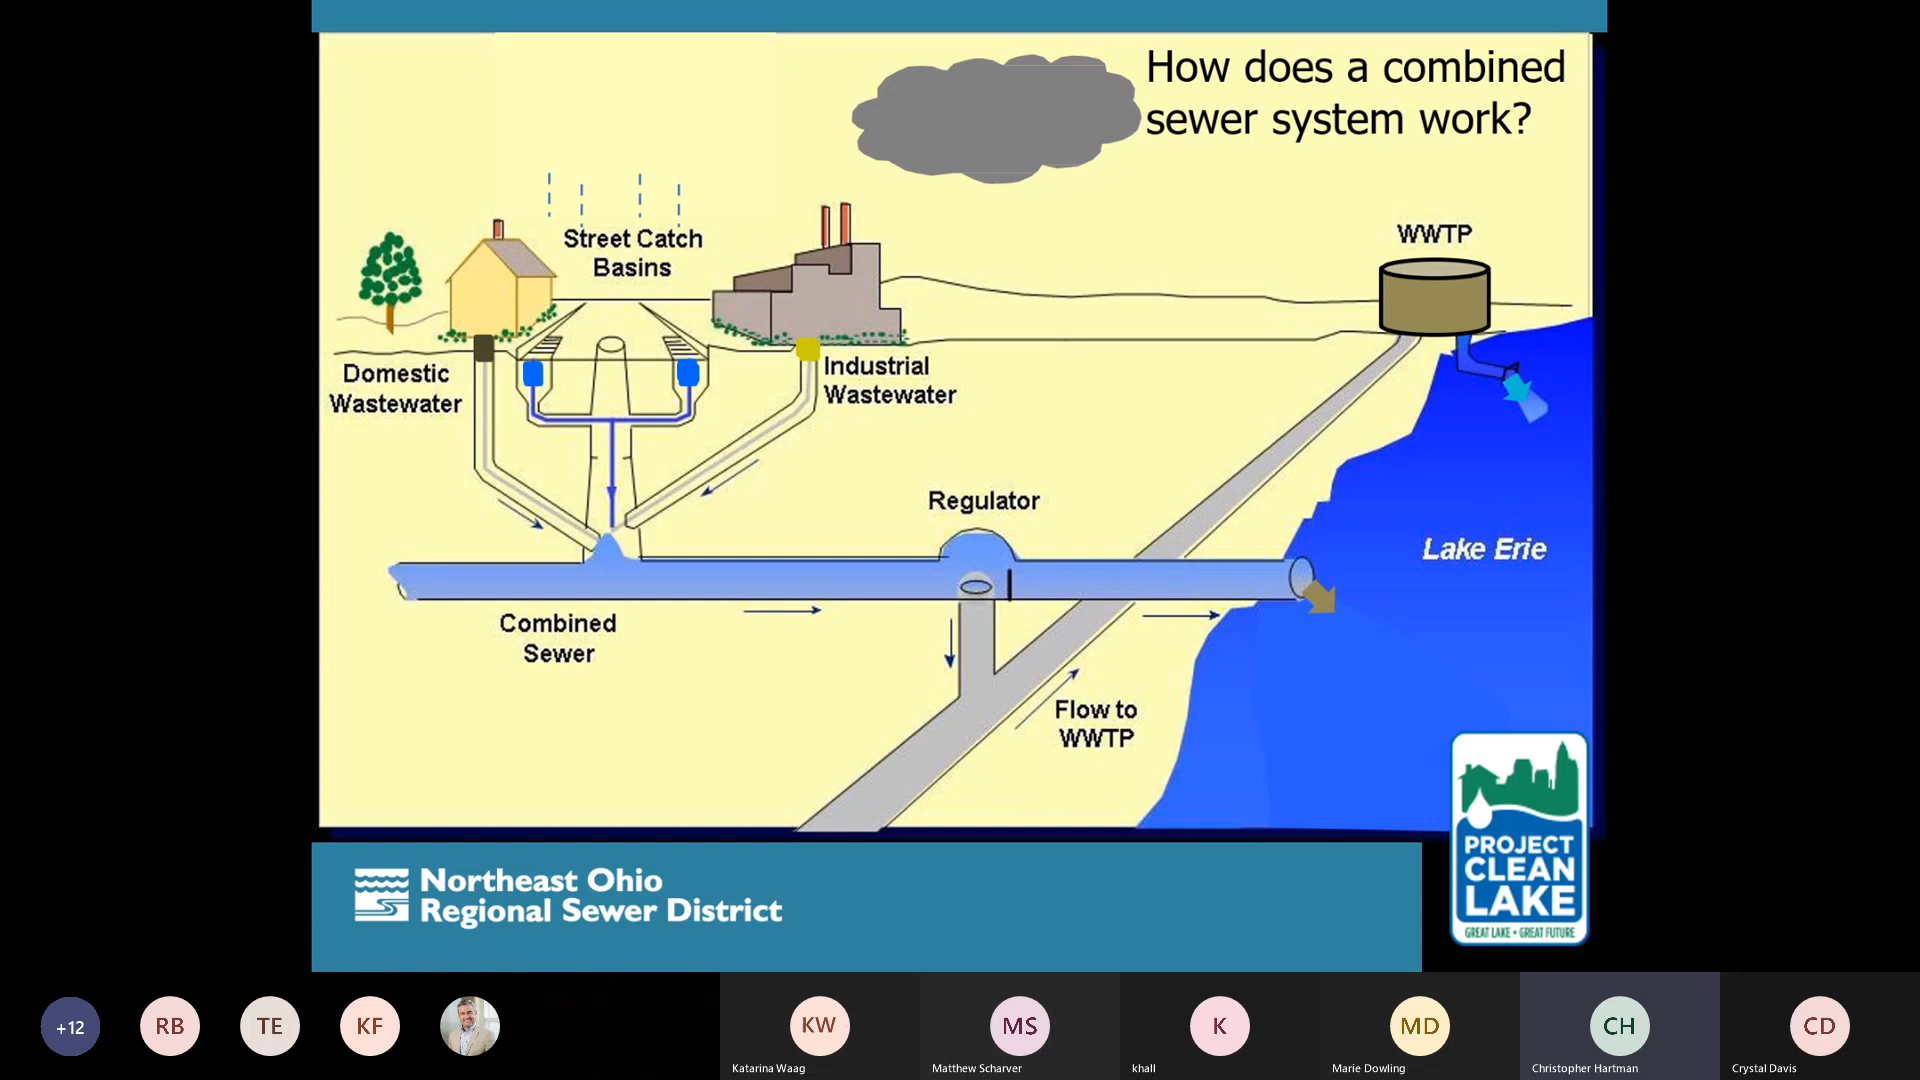 How does a combined
sewer system work?
Street Catch
Basins
WWTP
Domestic
Wastewater
Industrial
Wastewater
Regulator
Lake Erie
Combined
Sewer
Flow to
WWTP
PROJECT
CLEAN
LAKE
GREAT LAKE • GREAT FUTURE
Northeast Ohio
Regional Sewer District
+12
RB
TE
KF
KW
MS
K
MD
CH
CD
Katarina Waag
Matthew Scharver
khall
Marie Dowling
Christopher Hartman
Crystal Davis